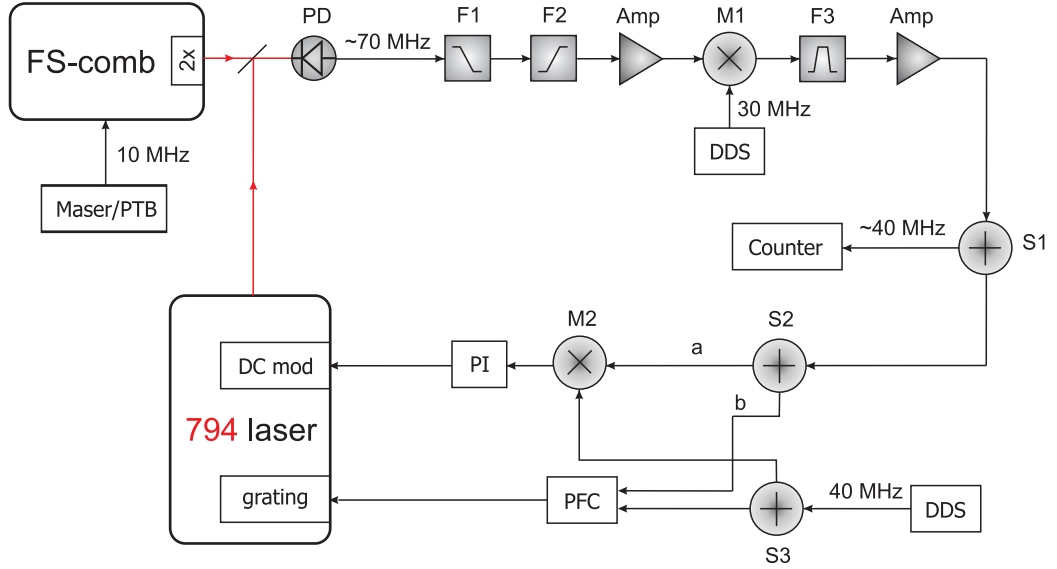 PD
F1
F2
Amp
M1
F3
Amp
FS-comb
2x
~70 MHz
30 MHz
DDS
10 MHz
Maser/PTB
Counter
~40 MHz
S1
M2
S2
DC mod
PI
a
b
794 laser
grating
PFC
40 MHz
DDS
S3